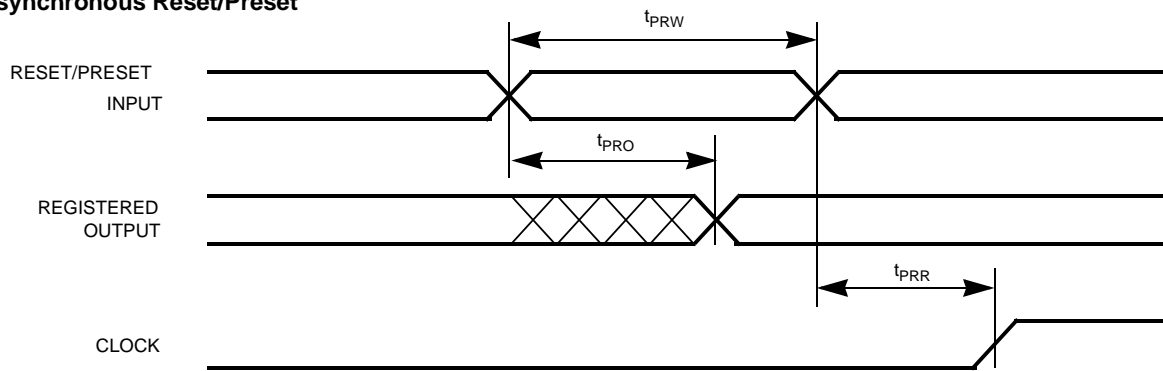 synchronous Reset/Preset
tPRW
RESET/PRESET
INPUT
tPRO
REGISTERED
OUTPUT
tPRR
CLOCK